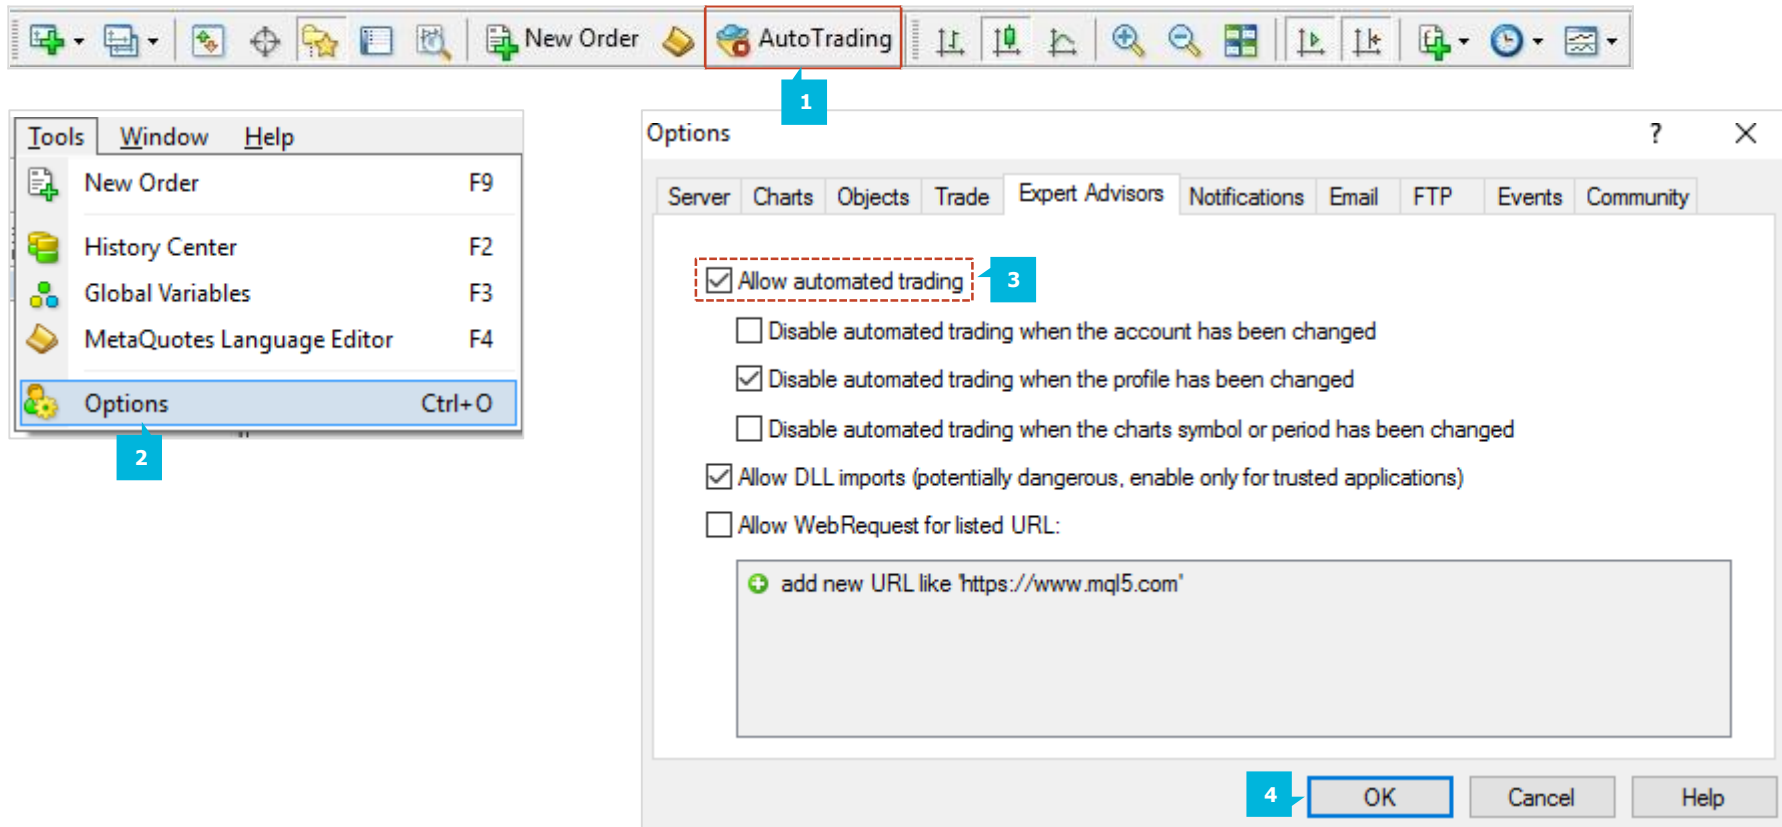 New Order AutoTrading
1
Tools Window Help
New Order F9
History Center F2
Global Variables F3
MetaQuotes Language Editor F4
Options Ctrl+O
2
Options ?
Server Charts Objects Trade Expert Advisors Notifications Email FTP Events Community
Allow automated trading 3
Disable automated trading when the account has been changed
Disable automated trading when the profile has been changed
Disable automated trading when the charts symbol or period has been changed
Allow DLL imports (potentially dangerous, enable only for trusted applications)
Allow WebRequest for listed URL:
add new URL like 'https://www.mql5.com'
4 OK Cancel Help